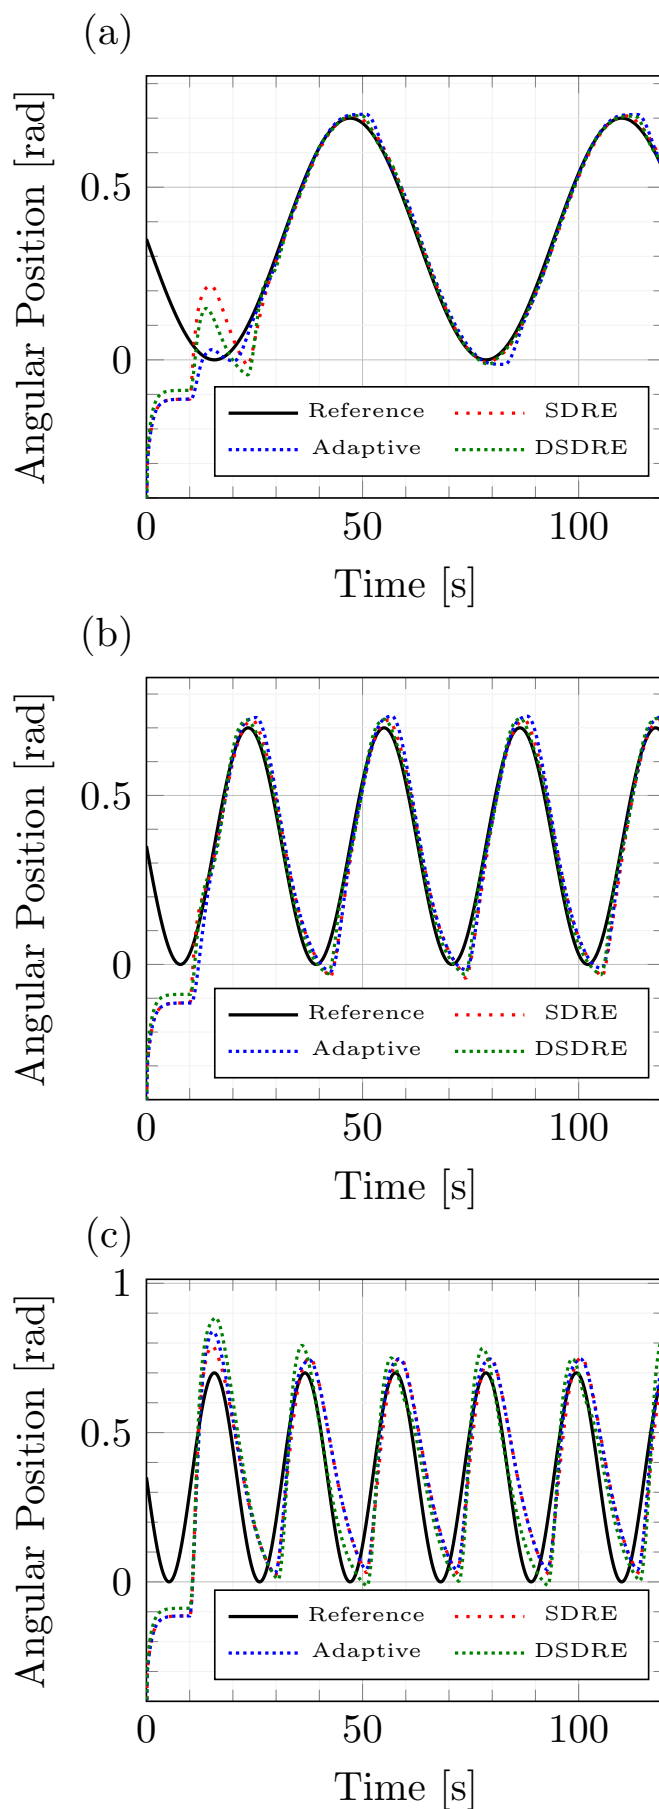 (a)
Angular Position [rad]
0.5
0
Reference SDRE
Adaptive DSDRE
0 50 100
Time [s]
(b)
Angular Position [rad]
0.5
0
Reference SDRE
Adaptive DSDRE
0 50 100
Time [s]
(c)
Angular Position [rad]
1
0.5
0
Reference SDRE
Adaptive DSDRE
0 50 100
Time [s]